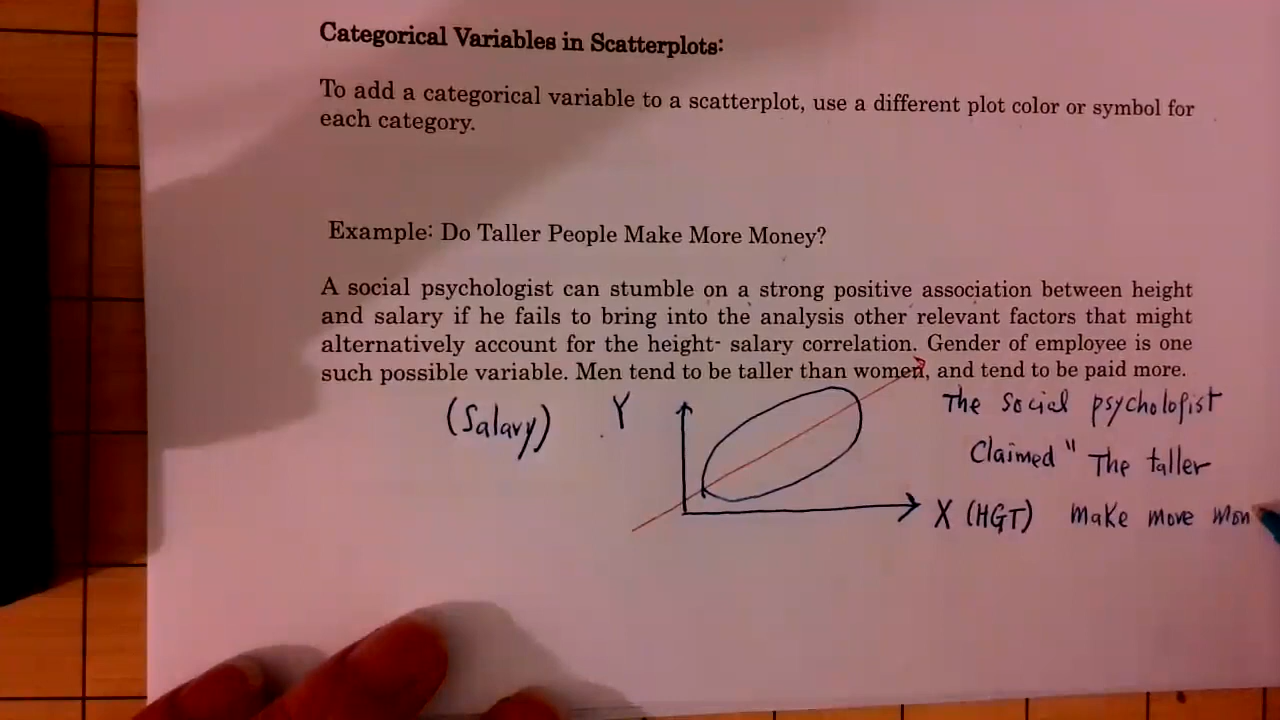 Categorical Variables in Scatterplots:
To add a categorical variable to a scatterplot, use a different plot color or symbol for
each category.
Example: Do Taller People Make More Money?
A social psychologist can stumble on a strong positive association between height
and salary if he fails to bring into the analysis other relevant factors that might
alternatively account for the height- salary correlation. Gender of employee is one
such possible variable. Men tend to be taller than women, and tend to be paid more.
(Salary) Y
The social psychologist
Claimed " The taller
X (HGT) make more mon